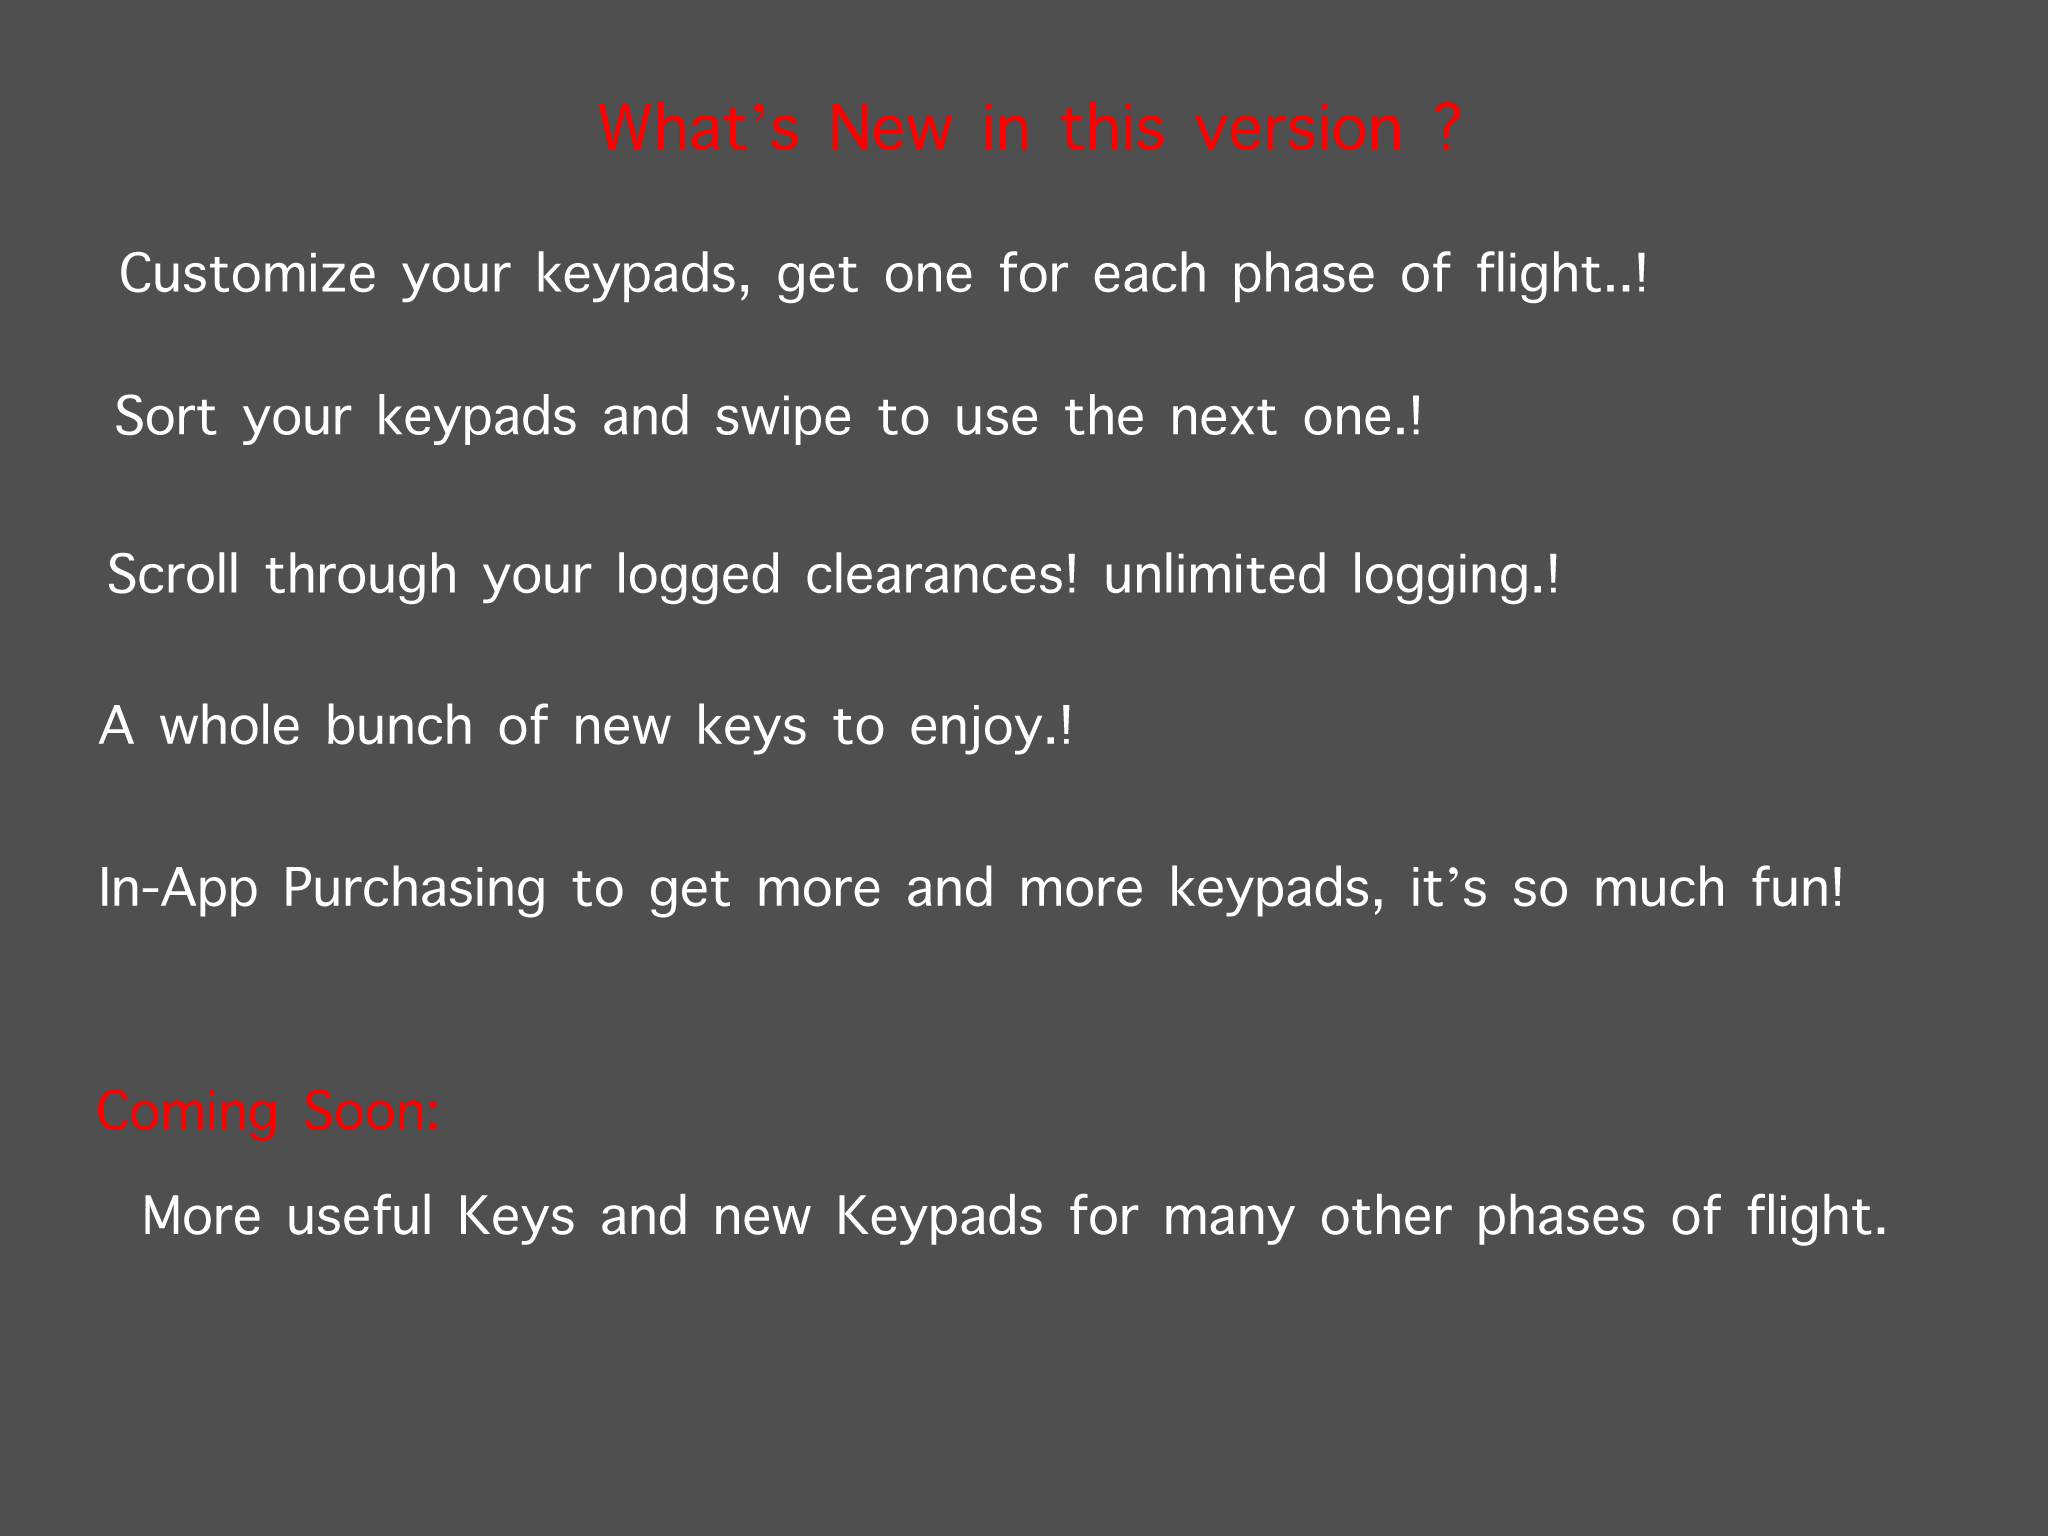 What’s New in this version ?
Customize your keypads, get one for each phase of flight..!
Sort your keypads and swipe to use the next one.!
Scroll through your logged clearances! unlimited logging.!
A whole bunch of new keys to enjoy.!
In-App Purchasing to get more and more keypads, it’s so much fun!
Coming Soon:
More useful Keys and new Keypads for many other phases of flight.